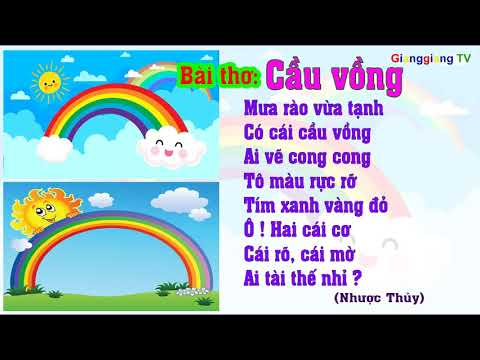 Gianggiang TV
Bài thơ: Cầu vồng
Mưa rào vừa tạnh
Có cái cầu vồng
Ai vẽ cong cong
Tô màu rực rỡ
Tím xanh vàng đỏ
Ô ! Hai cái cơ
Cái rõ, cái mờ
Ai tài thế nhỉ ?
(Nhược Thủy)